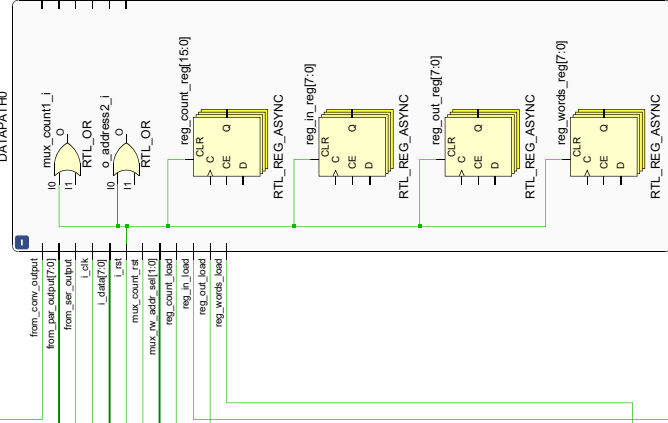 DATAPATH0
mux_count1_i
I0
I1
O
RTL_OR
o_address2_i
I0
I1
O
RTL_OR
reg_count_reg[15:0]
CLR
C
CE
D
Q
RTL_REG_ASYNC
reg_in_reg[7:0]
CLR
C
CE
D
Q
RTL_REG_ASYNC
reg_out_reg[7:0]
CLR
C
CE
D
Q
RTL_REG_ASYNC
reg_words_reg[7:0]
CLR
C
CE
D
Q
RTL_REG_ASYNC
from_conv_output
from_par_output[7:0]
from_ser_output
i_clk
i_data[7:0]
i_rst
mux_count_rst
mux_rw_addr_sel[1:0]
reg_count_load
reg_in_load
reg_out_load
reg_words_load